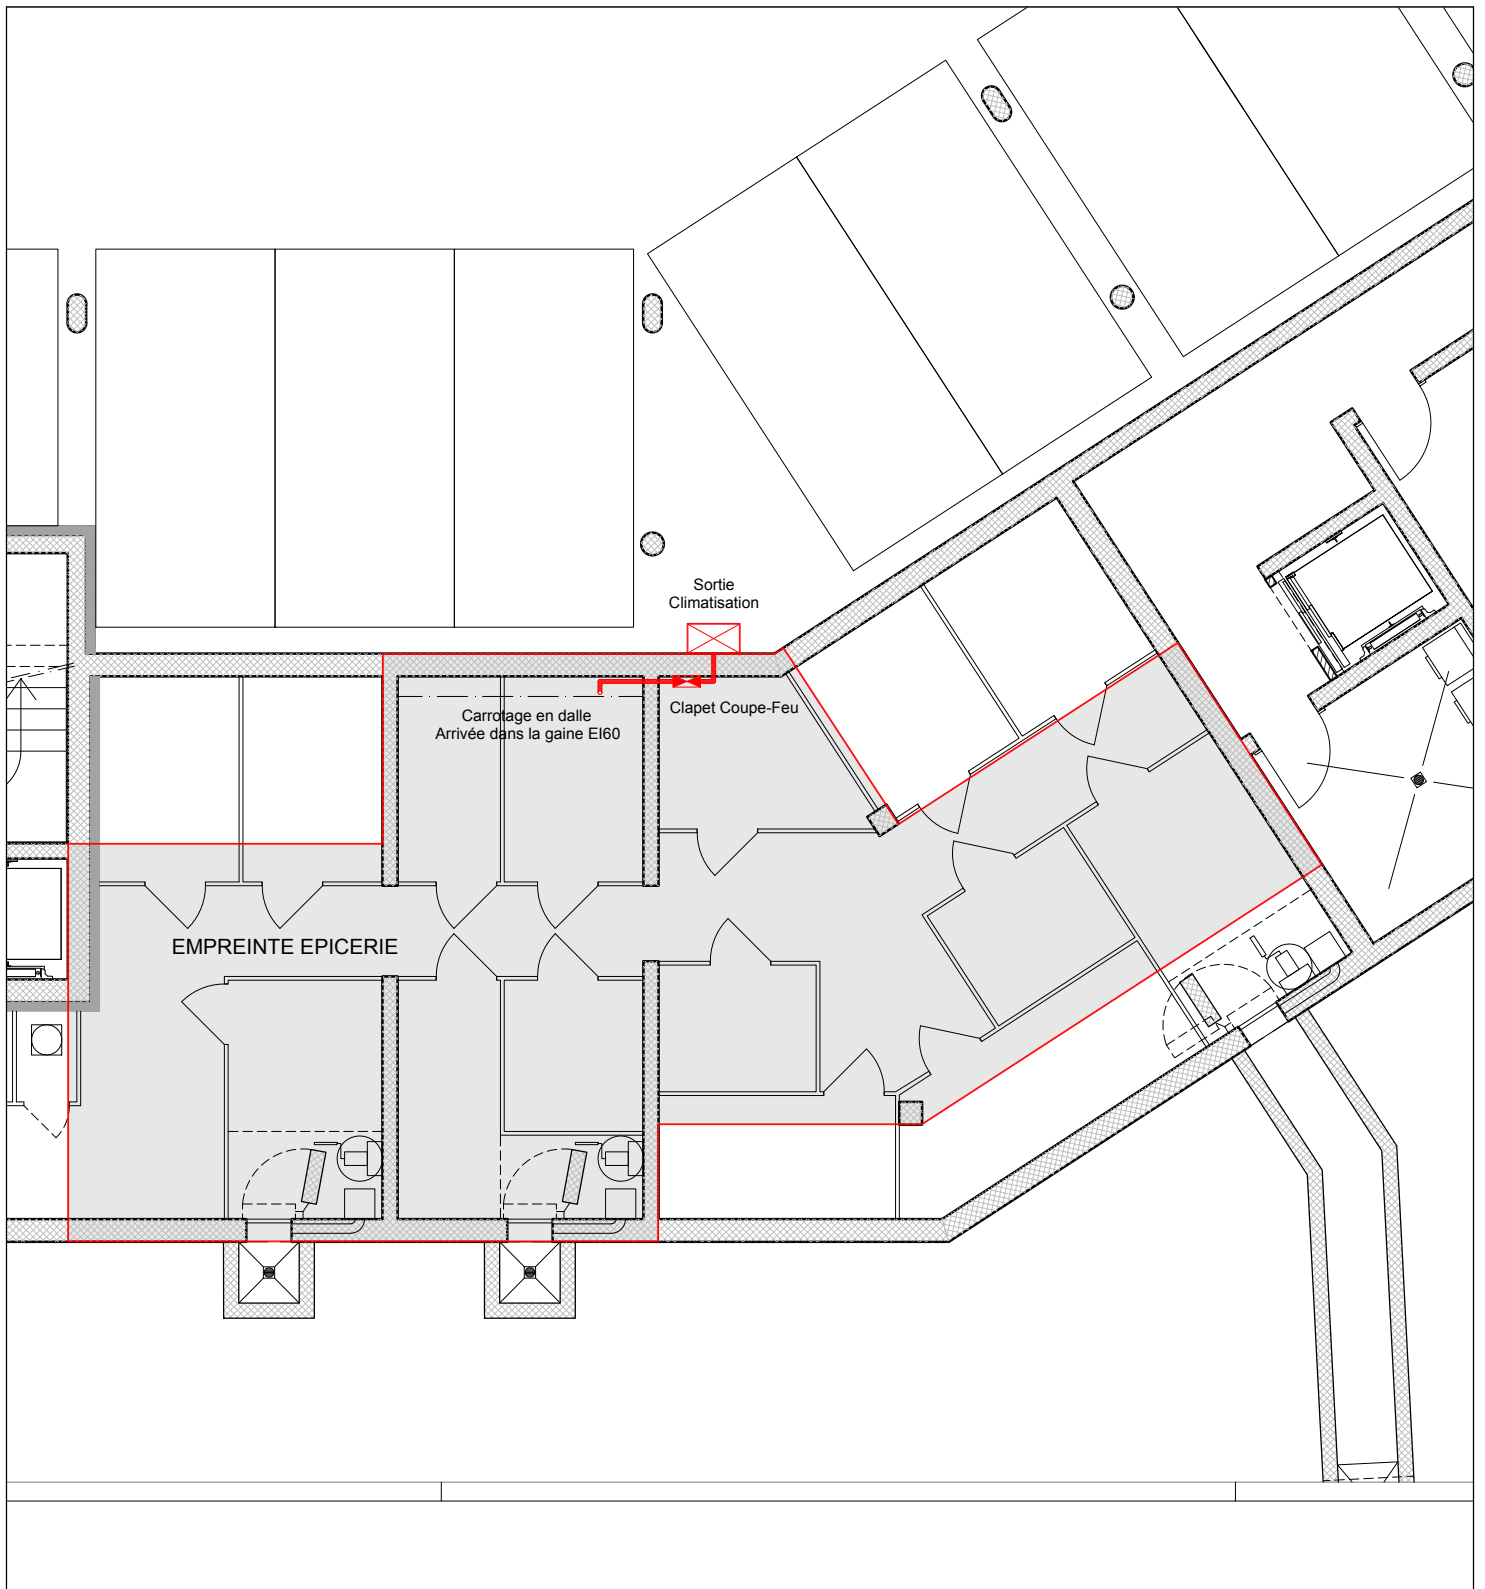 Sortie
Climatisation
Clapet Coupe-Feu
Carrotage en dalle
Arrivée dans la gaine EI60
EMPREINTE EPICERIE